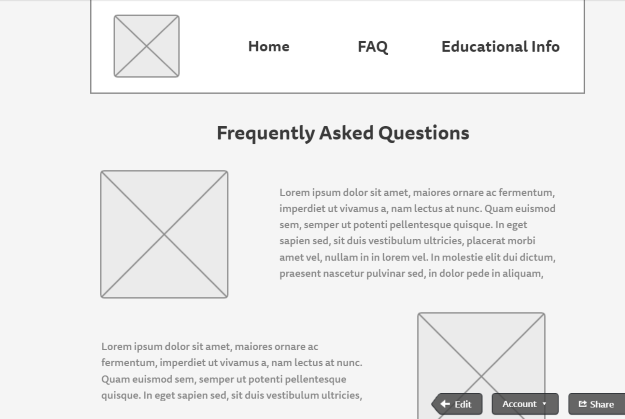 Home
FAQ
Educational Info
Frequently Asked Questions
Lorem ipsum dolor sit amet, maiores ornare ac fermentum,
imperdiet ut vivamus a, nam lectus at nunc. Quam euismod
sem, semper ut potenti pellentesque quisque. In eget
sapien sed, sit duis vestibulum ultricies, placerat morbi
amet vel, nullam in in lorem vel. In molestie elit dui dictum,
praesent nascetur pulvinar sed, in dolor pede in aliquam,
Lorem ipsum dolor sit amet, maiores ornare ac
fermentum, imperdiet ut vivamus a, nam lectus at nunc.
Quam euismod sem, semper ut potenti pellentesque
quisque. In eget sapien sed, sit duis vestibulum ultricies,
Edit
Account
Share